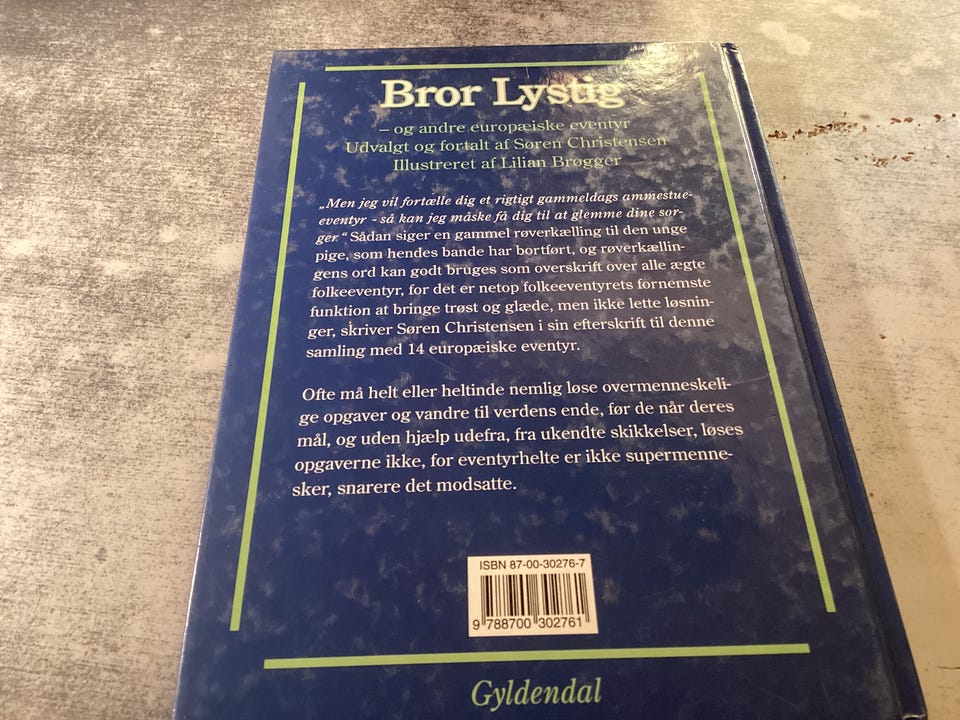 Bror Lystig
– og andre europæiske eventyr
Udvalgt og fortalt af Søren Christensen
Illustreret af Lilian Brøgger
„Men jeg vil fortælle dig et rigtigt gammeldags ammestue-
eventyr - så kan jeg måske få dig til at glemme dine sor-
ger." Sådan siger en gammel røverkælling til den unge
pige, som hendes bande har bortført, og røverkællin-
gens ord kan godt bruges som overskrift over alle ægte
folkeeventyr, for det er netop folkeeventyrets fornemste
funktion at bringe trøst og glæde, men ikke lette løsnin-
ger, skriver Søren Christensen i sin efterskrift til denne
samling med 14 europæiske eventyr.
Ofte må helt eller heltinde nemlig løse overmenneskeli-
ge opgaver og vandre til verdens ende, før de når deres
mål, og uden hjælp udefra, fra ukendte skikkelser, løses
opgaverne ikke, for eventyrhelte er ikke supermenne-
sker, snarere det modsatte.
ISBN 87-00-30276-7
9 788700 302761
Gyldendal